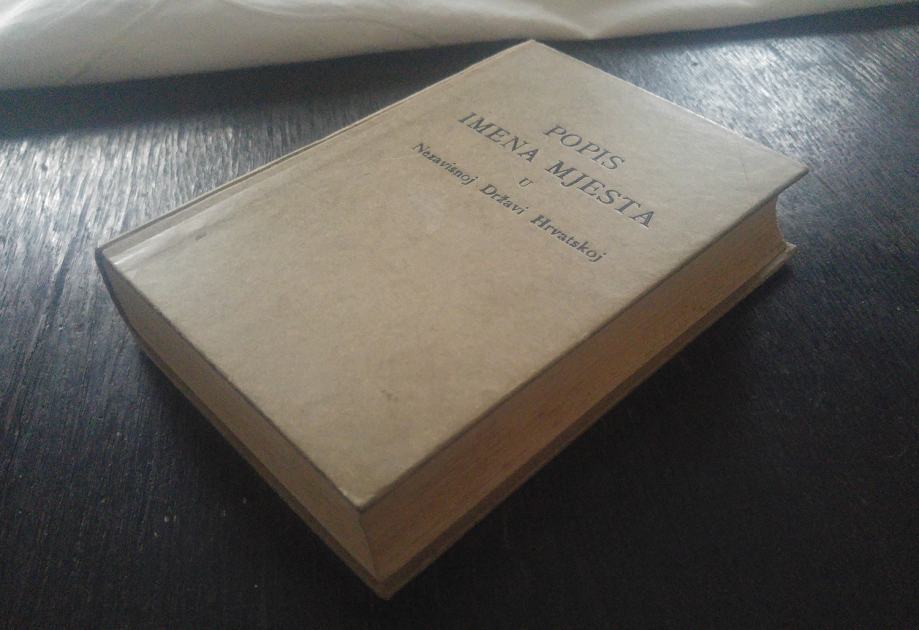 POPIS
IMENA MJESTA
U
Nezavisnoj Državi Hrvatskoj